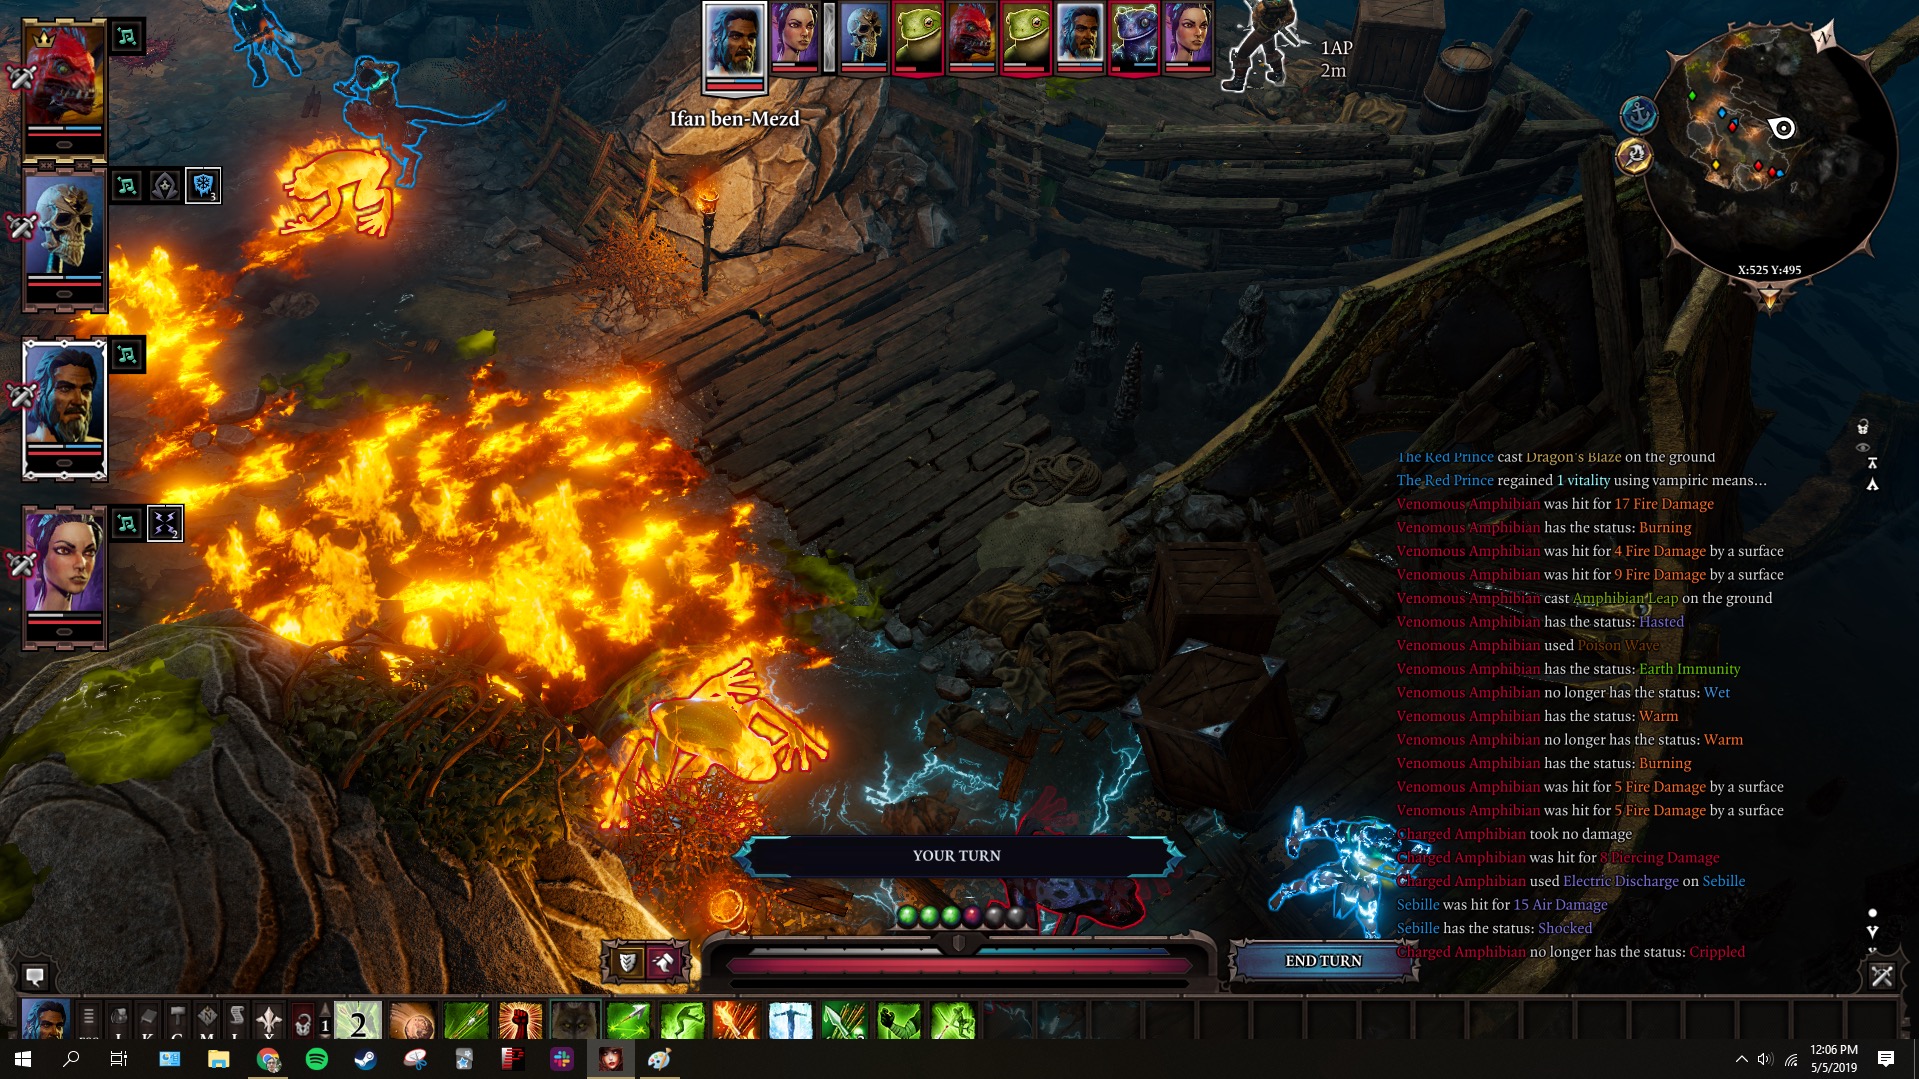 1AP
2m
Ifan ben-Mezd
X:525 Y:495
3
2
The Red Prince cast Dragon's Blaze on the ground
The Red Prince regained 1 vitality using vampiric means...
Venomous Amphibian was hit for 17 Fire Damage
Venomous Amphibian has the status: Burning
Venomous Amphibian was hit for 4 Fire Damage by a surface
Venomous Amphibian was hit for 9 Fire Damage by a surface
Venomous Amphibian cast Amphibian Leap on the ground
Venomous Amphibian has the status: Hasted
Venomous Amphibian used Poison Wave
Venomous Amphibian has the status: Earth Immunity
Venomous Amphibian no longer has the status: Wet
Venomous Amphibian has the status: Warm
Venomous Amphibian no longer has the status: Warm
Venomous Amphibian has the status: Burning
Venomous Amphibian was hit for 5 Fire Damage by a surface
Venomous Amphibian was hit for 5 Fire Damage by a surface
Charged Amphibian took no damage
Charged Amphibian was hit for 8 Piercing Damage
Charged Amphibian used Electric Discharge on Sebille
Sebille was hit for 15 Air Damage
Sebille has the status: Shocked
Charged Amphibian no longer has the status: Crippled
YOUR TURN
END TURN
1
2
12:06 PM
5/5/2019